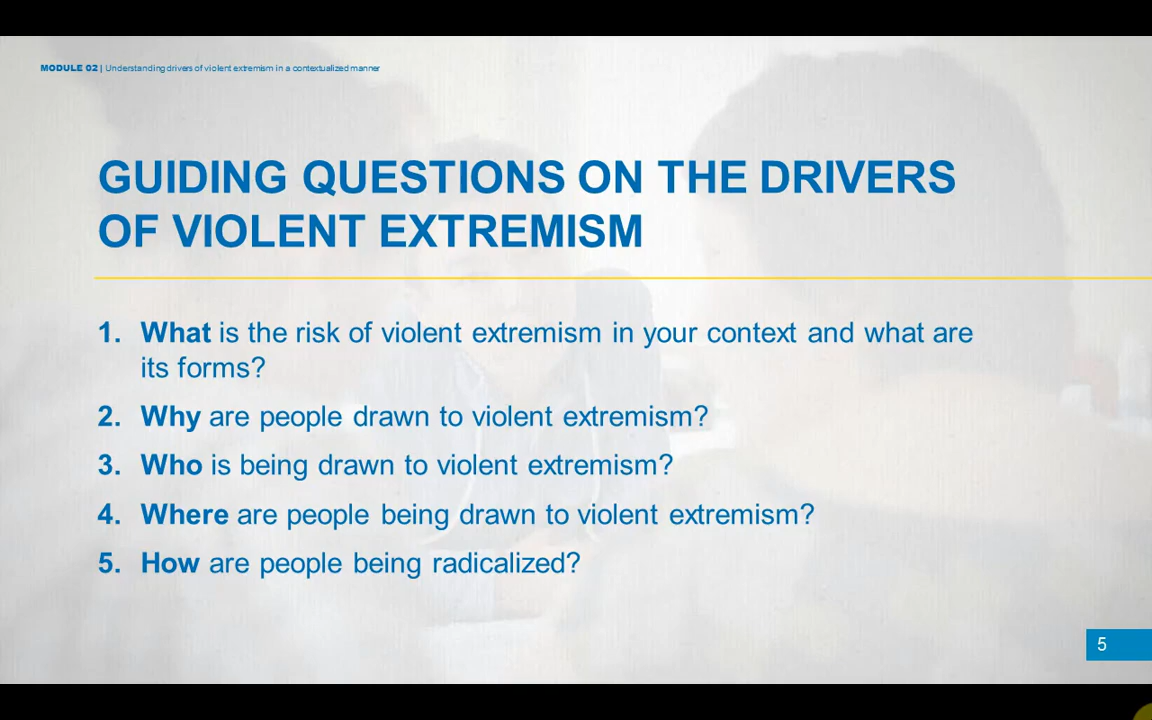 MODULE 02 | Understanding drivers of violent extremism in a contextualized manner
GUIDING QUESTIONS ON THE DRIVERS
OF VIOLENT EXTREMISM
1. What is the risk of violent extremism in your context and what are
its forms?
2. Why are people drawn to violent extremism?
3. Who is being drawn to violent extremism?
4. Where are people being drawn to violent extremism?
5. How are people being radicalized?
5